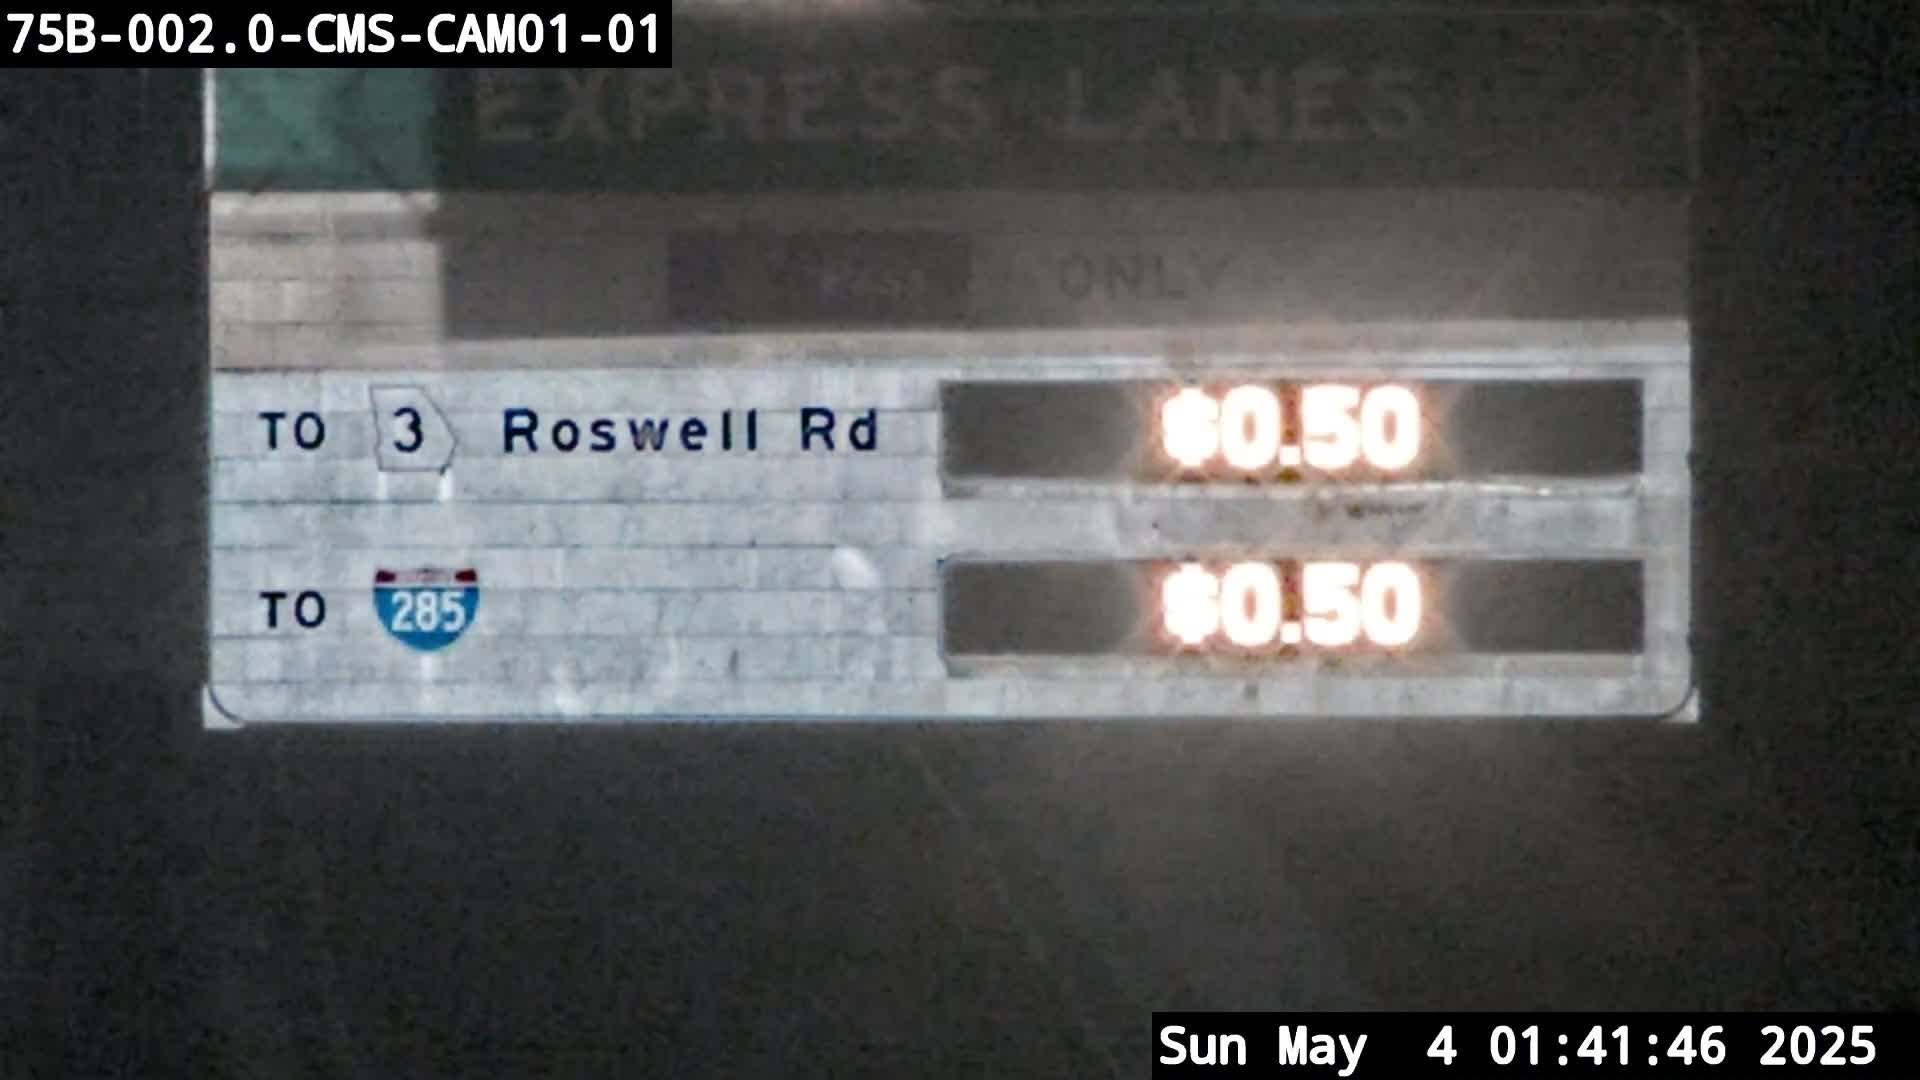 75B-002.0-CMS-CAM01-01
EXPRESS LANES
ONLY
TO 3 Roswell Rd $0.50
TO 285 $0.50
Sun May 4 01:41:46 2025